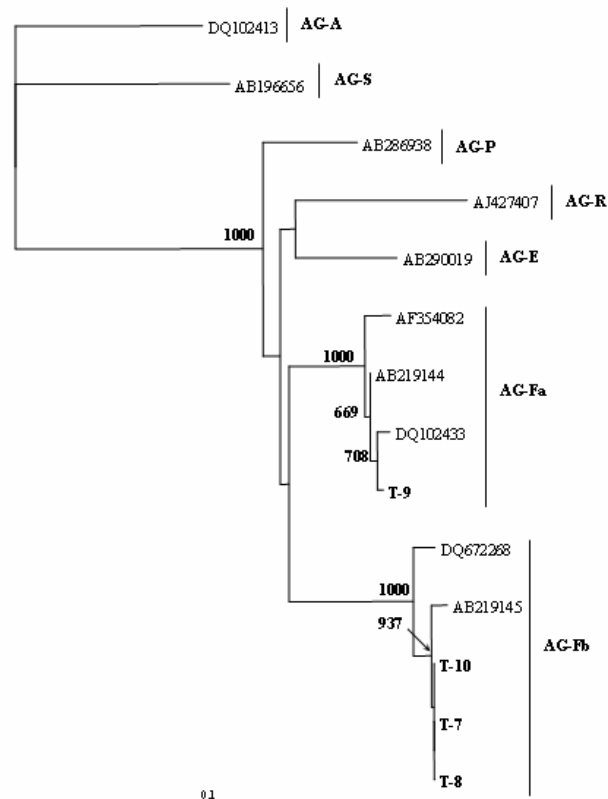 DQ102413 AG-A
AB196656 AG-S
AB286938 AG-P
AJ427407 AG-R
1000
AB290019 AG-E
AF354082
1000
AB219144
AG-Fa
669
DQ102433
708
T-9
DQ672268
1000
AB219145
937
AG-Fb
T-10
T-7
T-8
0.1